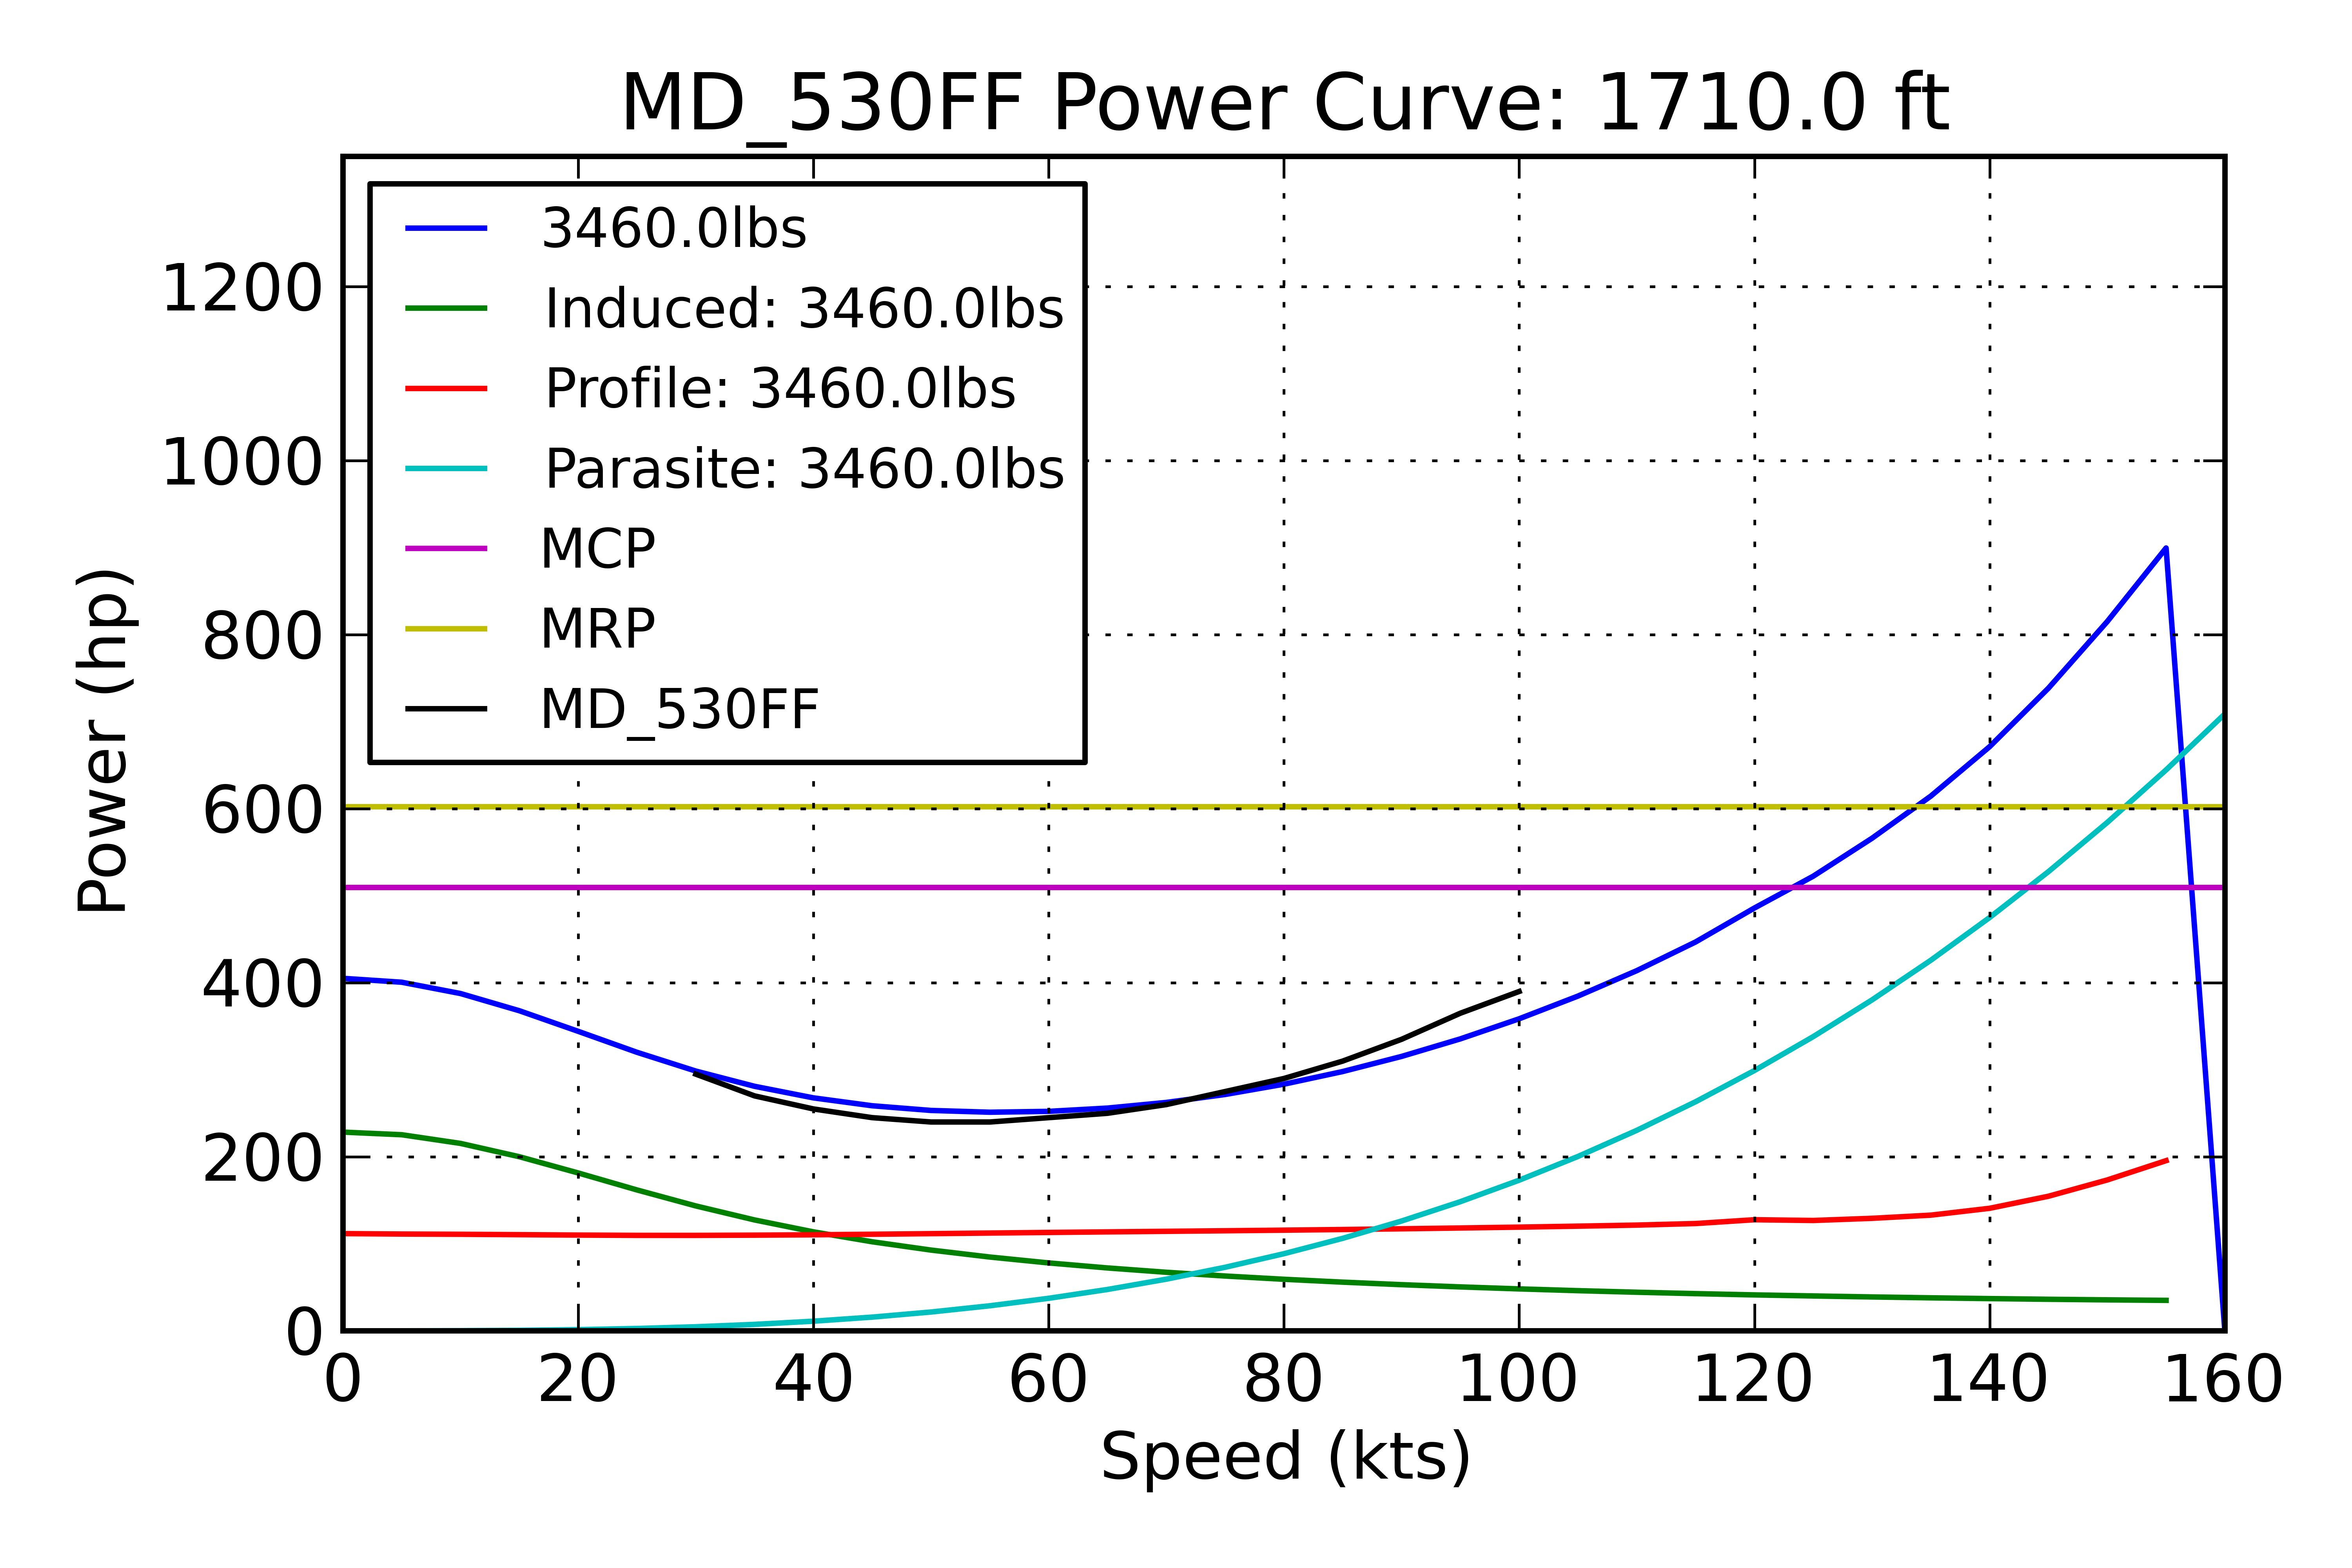 MD_530FF Power Curve: 1710.0 ft
3460.0lbs
Induced: 3460.0lbs
Profile: 3460.0lbs
Parasite: 3460.0lbs
MCP
MRP
MD_530FF
Power (hp)
1200
1000
800
600
400
200
0
0 20 40 60 80 100 120 140 160
Speed (kts)